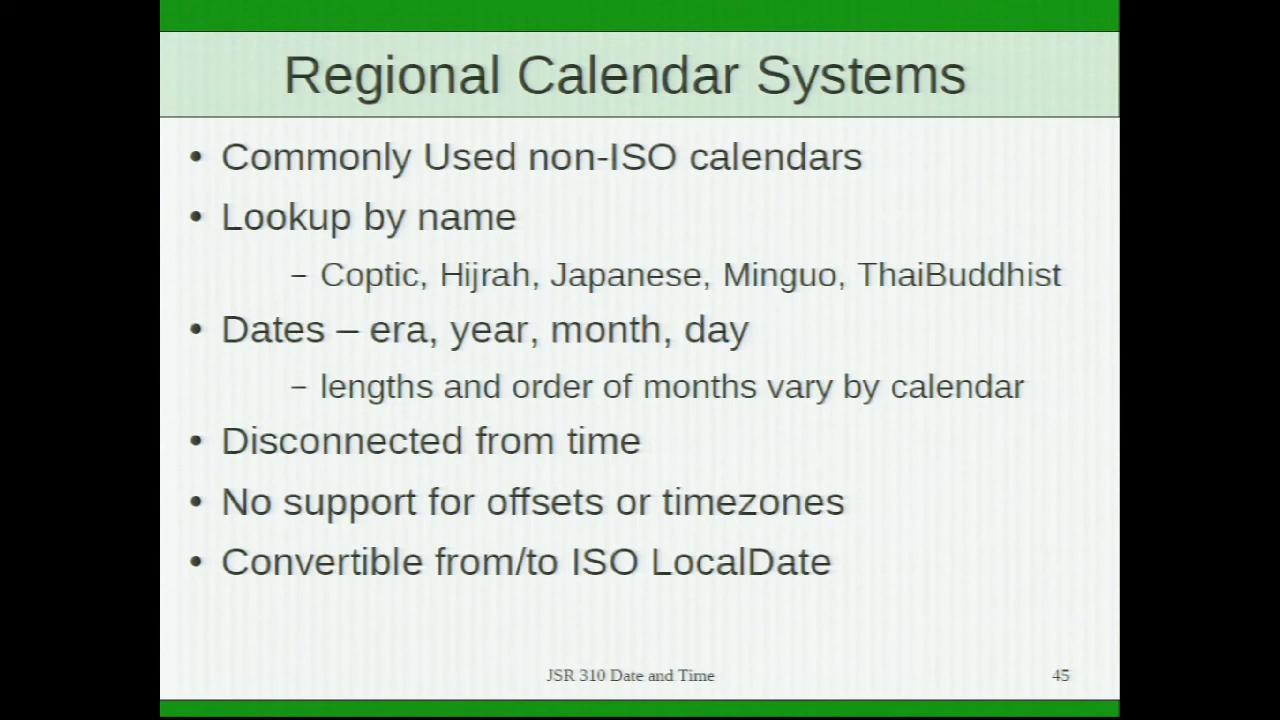 Regional Calendar Systems
• Commonly Used non-ISO calendars
• Lookup by name
– Coptic, Hijrah, Japanese, Minguo, ThaiBuddhist
• Dates – era, year, month, day
– lengths and order of months vary by calendar
• Disconnected from time
• No support for offsets or timezones
• Convertible from/to ISO LocalDate
JSR 310 Date and Time
45